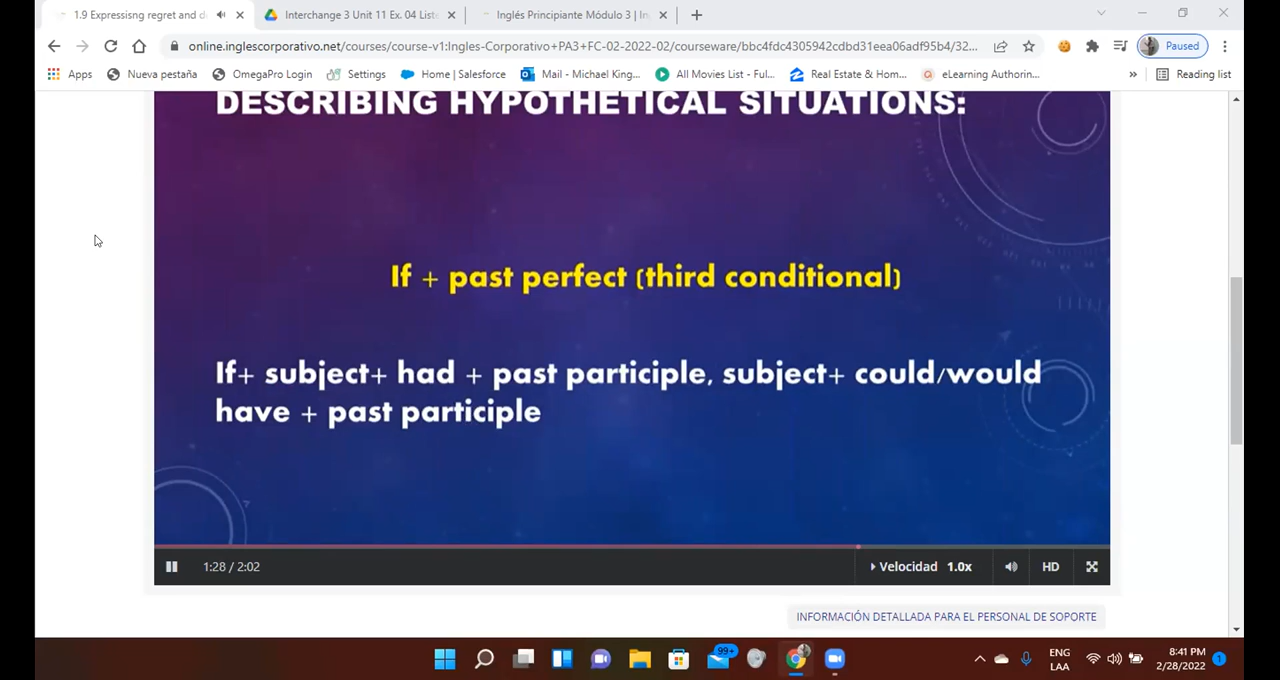 1.9 Expressisng regret and d
Interchange 3 Unit 11 Ex. 04 List
Inglés Principiante Módulo 3 | In
online.inglescorporativo.net/courses/course-v1:Ingles-Corporativo+PA3+FC-02-2022-02/courseware/bbc4fdc4305942cdbd31eea06adf95b4/32...
Paused
Apps
Nueva pestaña
OmegaPro Login
Settings
Home | Salesforce
Mail - Michael King...
All Movies List - Ful...
Real Estate & Hom...
eLearning Authorin...
»
Reading list
DESCRIBING HYPOTHETICAL SITUATIONS:
If + past perfect (third conditional)
If+ subject+ had + past participle, subject+ could/would
have + past participle
1:28 / 2:02
Velocidad 1.0x
HD
INFORMACIÓN DETALLADA PARA EL PERSONAL DE SOPORTE
99+
ENG
LAA
8:41 PM
2/28/2022
1